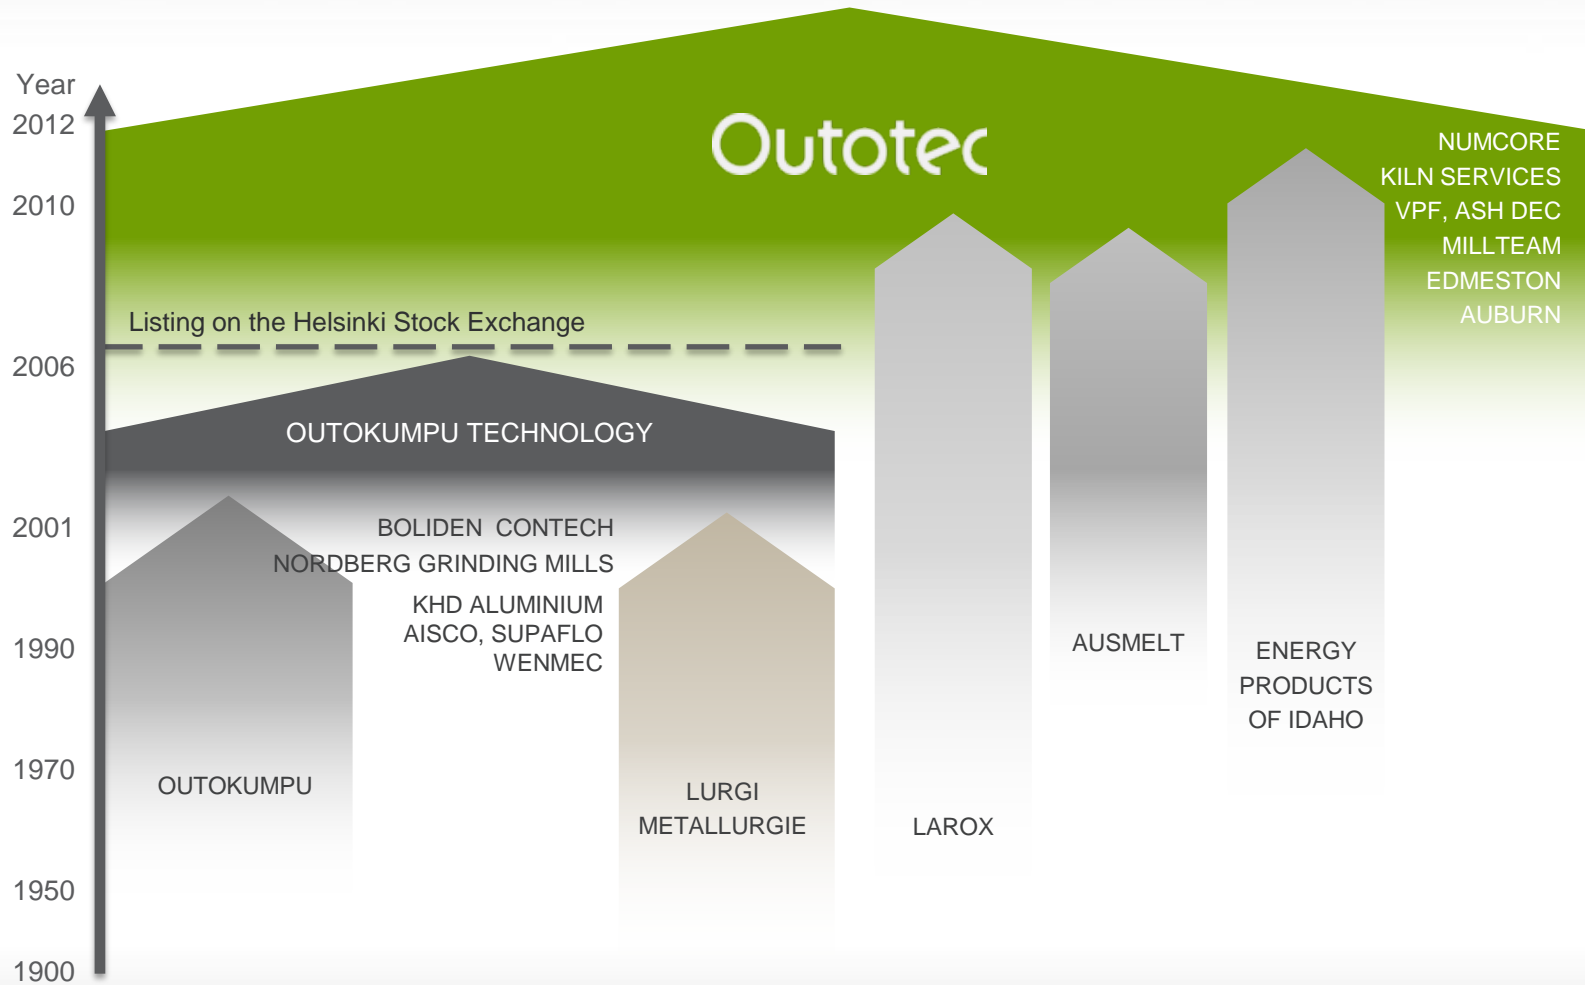 Year
2012
2010
2006
2001
1990
1970
1950
1900
Outotec
NUMCORE
KILN SERVICES
VPF, ASH DEC
MILLTEAM
EDMESTON
AUBURN
Listing on the Helsinki Stock Exchange
OUTOKUMPU TECHNOLOGY
BOLIDEN CONTECH
NORDBERG GRINDING MILLS
KHD ALUMINIUM
AISCO, SUPAFLO
WENMEC
OUTOKUMPU
LURGI
METALLURGIE
LAROX
AUSMELT
ENERGY
PRODUCTS
OF IDAHO